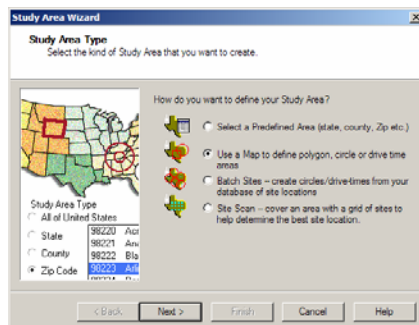 Study Area Wizard
Study Area Type
Select the kind of Study Area that you want to create.
How do you want to define your Study Area?
Select a Predefined Area (state, county, Zip etc.)
Use a Map to define polygon, circle or drive time
areas
Batch Sites - create circles/drive-times from your
database of site locations
Site Scan - cover an area with a grid of sites to
help determine the best site location.
Study Area Type
All of United States
State
County
Zip Code
98220 Aco
98221 Ana
98222 Bla
98223 Arli
< Back
Next >
Finish
Cancel
Help